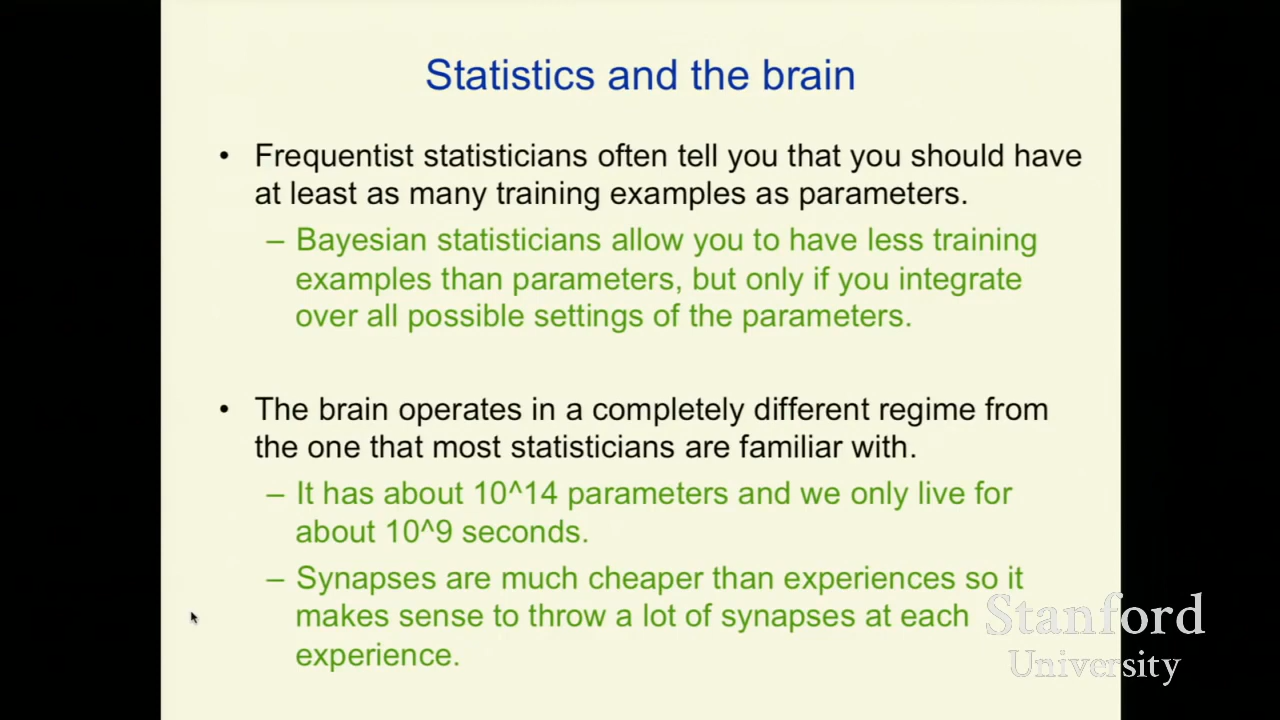 Statistics and the brain
• Frequentist statisticians often tell you that you should have
at least as many training examples as parameters.
– Bayesian statisticians allow you to have less training
examples than parameters, but only if you integrate
over all possible settings of the parameters.
• The brain operates in a completely different regime from
the one that most statisticians are familiar with.
– It has about 10^14 parameters and we only live for
about 10^9 seconds.
– Synapses are much cheaper than experiences so it
makes sense to throw a lot of synapses at each
experience.
Stanford
University